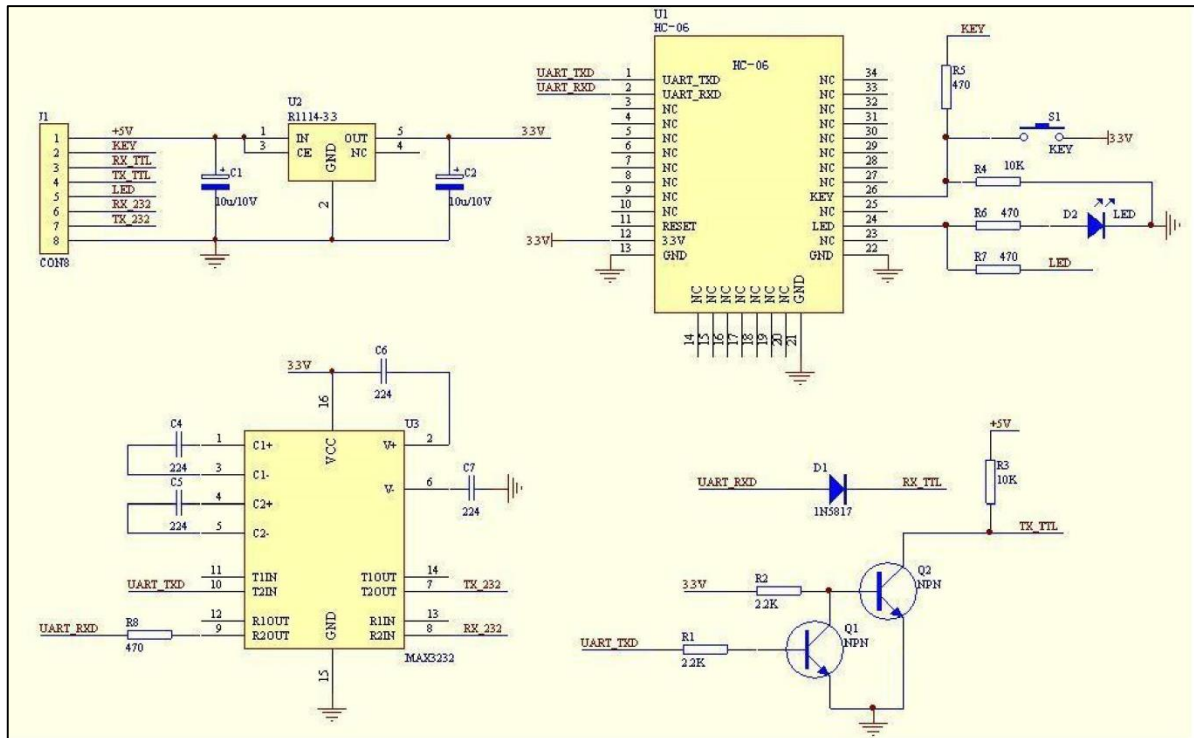 J1
1 +5V
2 KEY
3 RX_TTL
4 TX_TTL
5 LED
6 RX_232
7 TX_232
8
CON8
C1
10u/10V
U2
R1114-33
1 IN
3 CE
OUT 5
NC 4
GND
2
C2
10u/10V
3.3V
U1
HC-06
HC-06
UART_TXD 1 UART_TXD
UART_RXD 2 UART_RXD
3 NC
4 NC
5 NC
6 NC
7 NC
8 NC
9 NC
10 NC
11 RESET
3.3V 12 3.3V
13 GND
NC 34
NC 33
NC 32
NC 31
NC 30
NC 29
NC 28
NC 27
KEY 26
NC 25
LED 24
NC 23
GND 22
NC NC NC NC NC NC NC GND
14 15 16 17 18 19 20 21
KEY
R5
470
S1
KEY
3.3V
R4 10K
R6 470
D2 LED
R7 470 LED
3.3V
C6
224
U3
16
VCC
C4
224
C5
224
1 C1+
3 C1-
4 C2+
5 C2-
V+ 2
V- 6
C7
224
11 T1IN
UART_TXD 10 T2IN
12 R1OUT
UART_RXD R8 9 R2OUT
470
T1OUT 14
T2OUT 7 TX_232
R1IN 13
R2IN 8 RX_232
GND
15
MAX3232
UART_RXD D1 RX_TTL
1N5817
+5V
R3
10K
TX_TTL
3.3V R2
2.2K
Q2
NPN
UART_TXD R1
2.2K
Q1
NPN